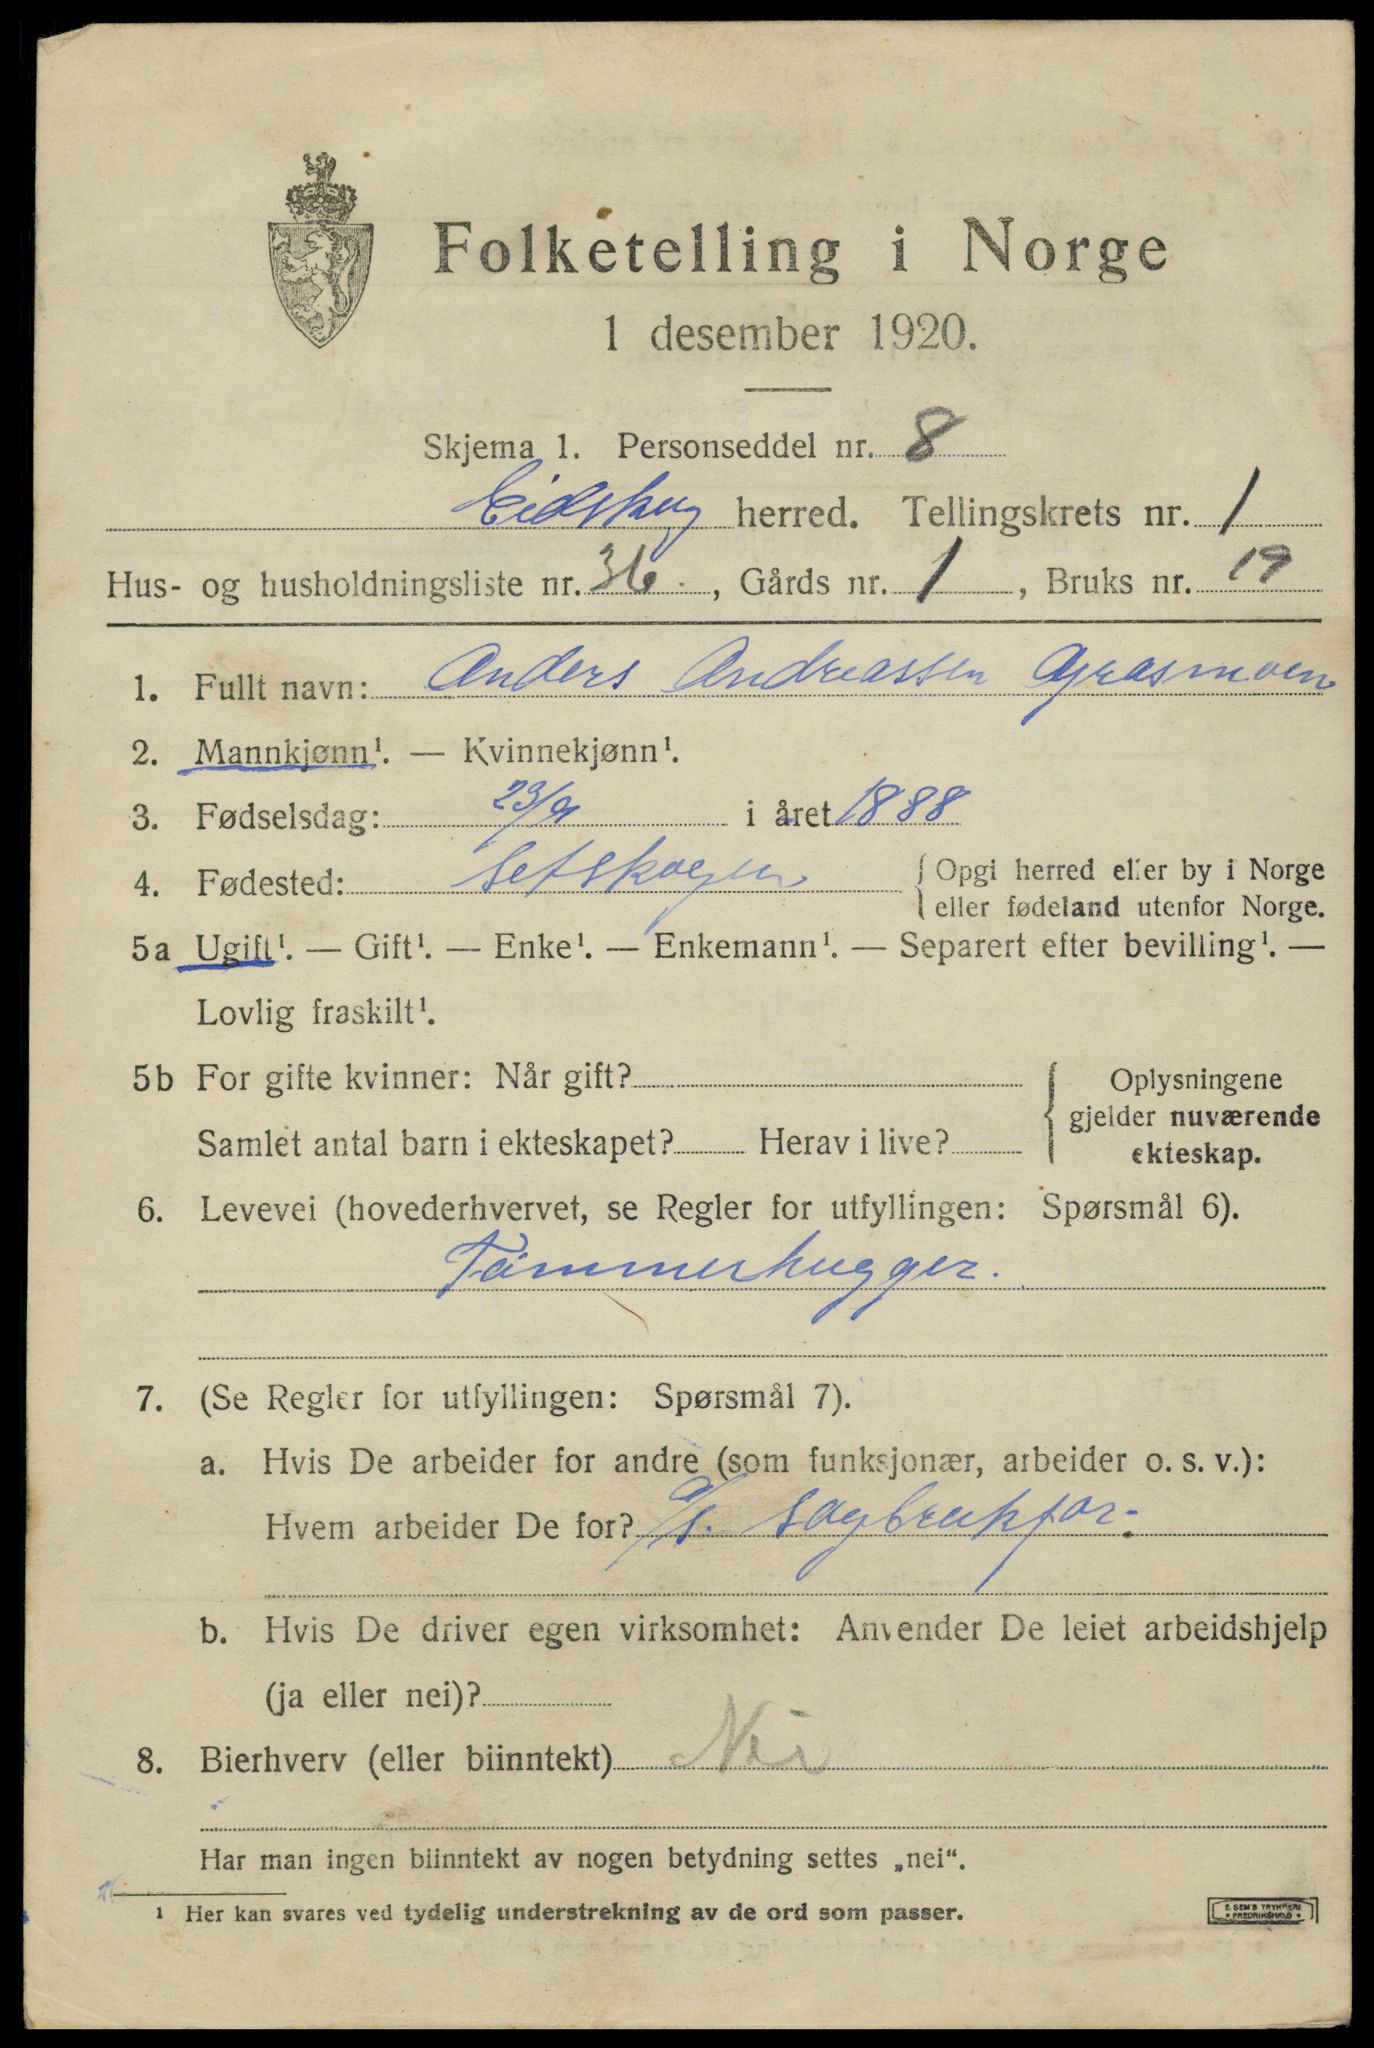 Folketelling i Norge
1 desember 1920.
Skjema 1. Personseddel nr. 8
Eidskog herred. Tellingskrets nr. 1
Hus- og husholdningsliste nr. 36., Gårds nr. 1, Bruks nr. 19
1. Fullt navn: Anders Andreassen Grasmoen
2. Mannkjønn¹. — Kvinnekjønn¹.
3. Fødselsdag: 23/9 i året 1888
4. Fødested: Setskogen { Opgi herred eller by i Norge
eller fødeland utenfor Norge.
5a Ugift¹. — Gift¹. — Enke¹. — Enkemann¹. — Separert efter bevilling¹. —
Lovlig fraskilt¹.
5b For gifte kvinner: Når gift? { Oplysningene
gjelder nuværende
Samlet antal barn i ekteskapet? Herav i live?
ekteskap.
6. Levevei (hovederhvervet, se Regler for utfyllingen: Spørsmål 6).
Tømmerhugger.
7. (Se Regler for utfyllingen: Spørsmål 7).
a. Hvis De arbeider for andre (som funksjonær, arbeider o. s. v.):
Hvem arbeider De for? A/S. Sagbrukfor.
b. Hvis De driver egen virksomhet: Anvender De leiet arbeidshjelp
(ja eller nei)?
8. Bierhverv (eller biinntekt) Nei
Har man ingen biinntekt av nogen betydning settes „nei“.
¹ Her kan svares ved tydelig understrekning av de ord som passer.
E. SEM'S TRYKKERI
• FREDRIKSHALD •